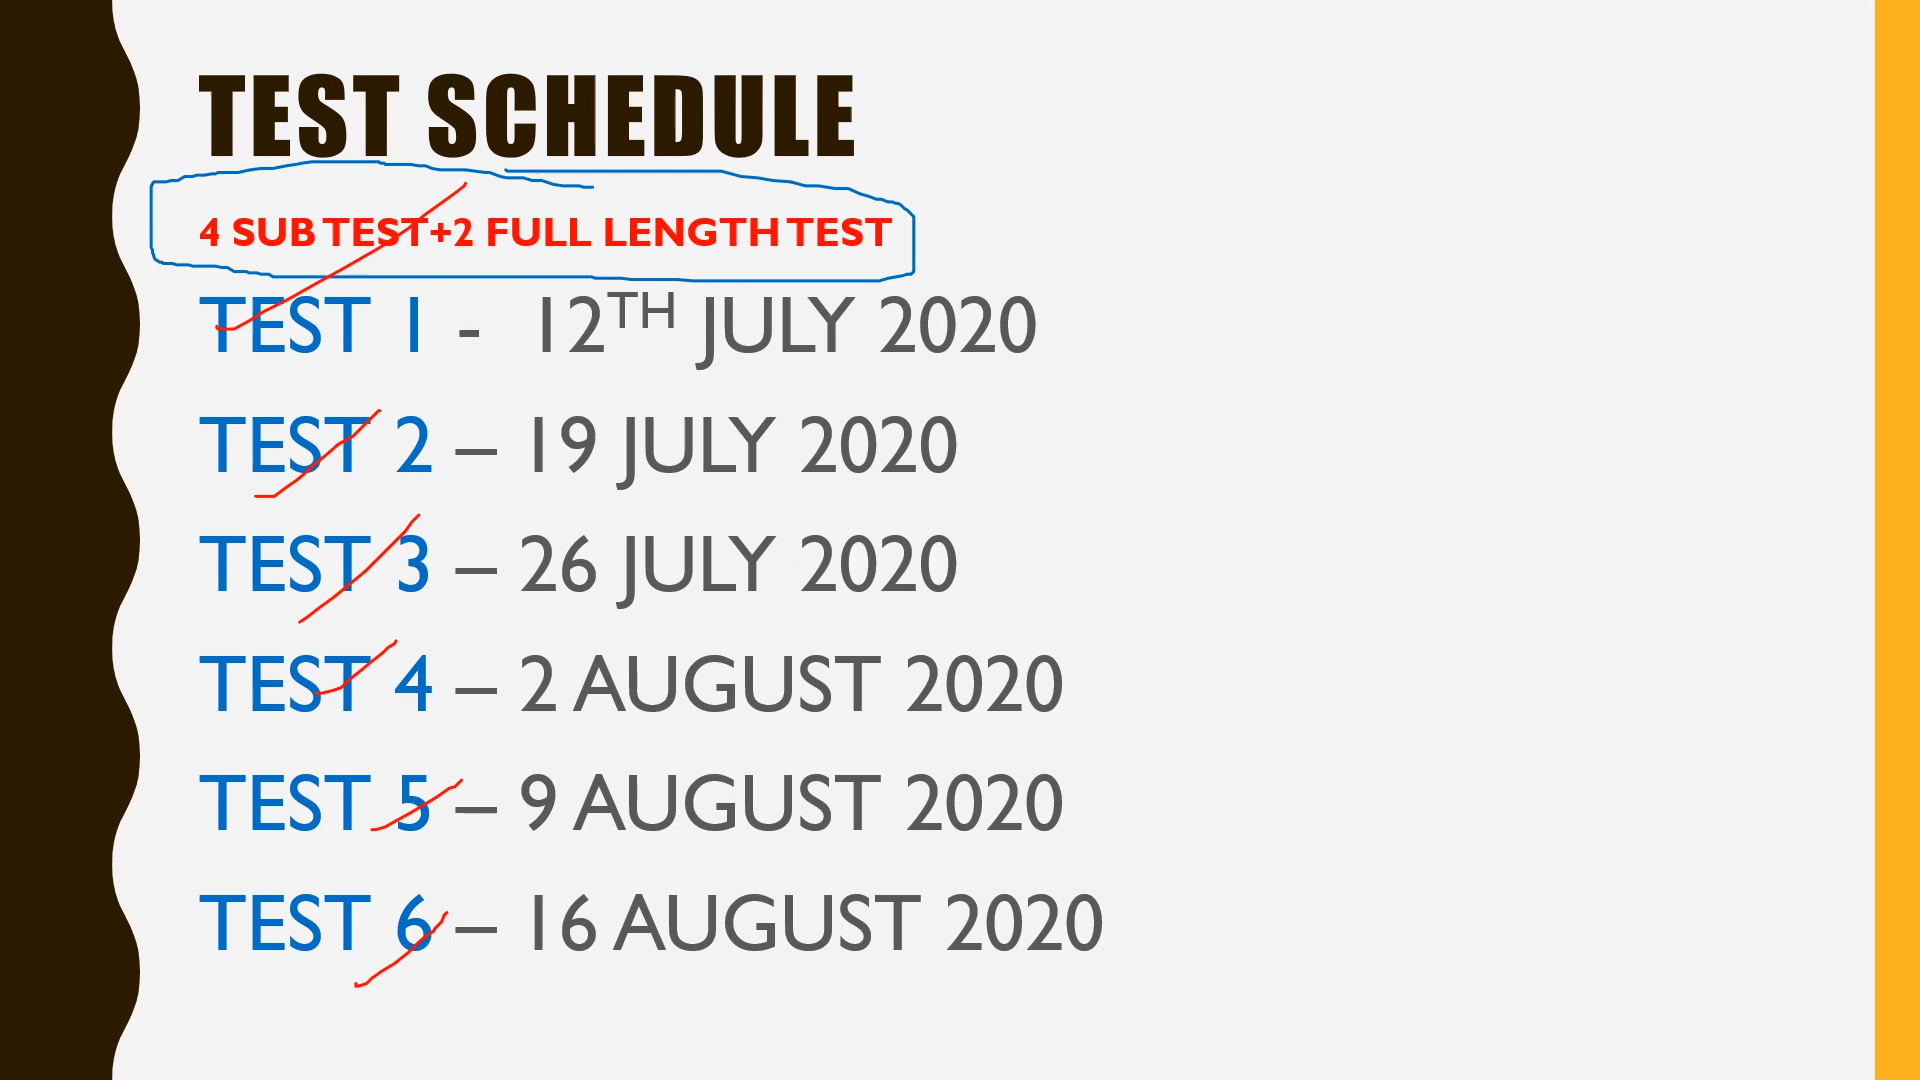 TEST SCHEDULE
4 SUB TEST+2 FULL LENGTH TEST
TEST 1 - 12TH JULY 2020
TEST 2 – 19 JULY 2020
TEST 3 – 26 JULY 2020
TEST 4 – 2 AUGUST 2020
TEST 5 – 9 AUGUST 2020
TEST 6 – 16 AUGUST 2020